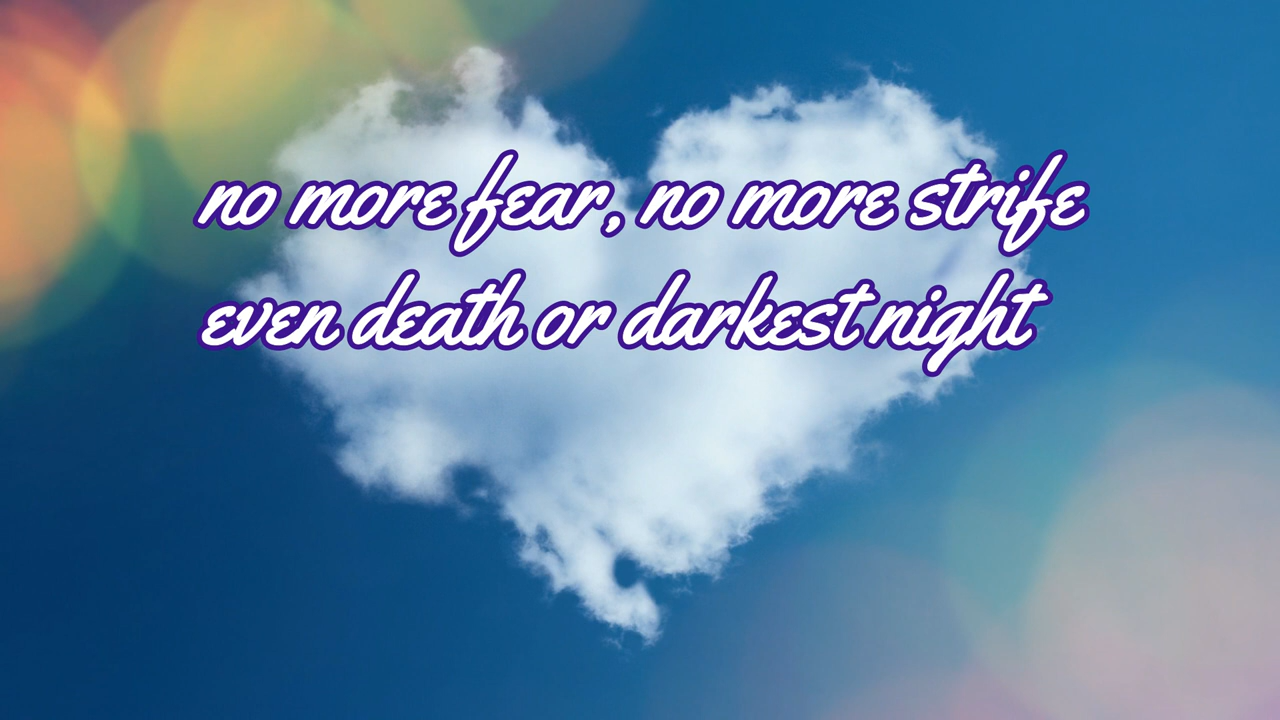 no more fear, no more strife
even death or darkest night